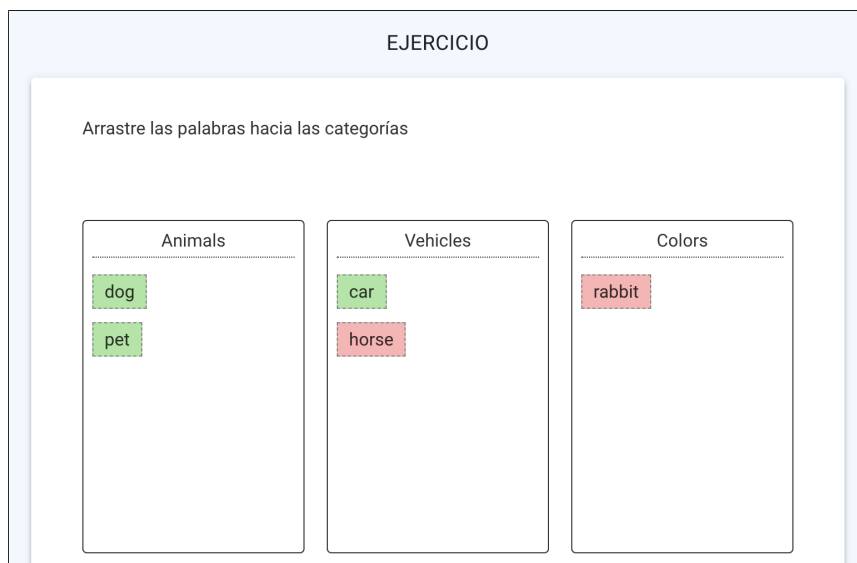 EJERCICIO
Arrastre las palabras hacia las categorías
Animals
dog
pet
Vehicles
car
horse
Colors
rabbit